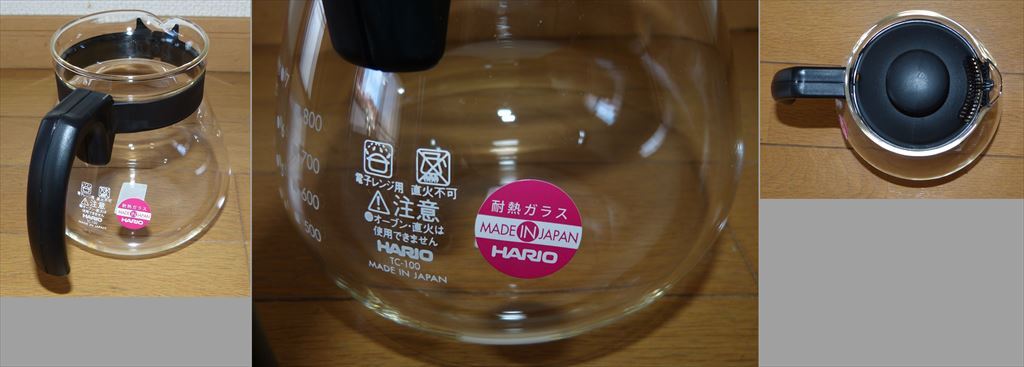 800
700
600
500
電子レンジ用 直火不可
注意
●オーブン・直火は
使用できません
HARIO
TC-100
MADE IN JAPAN
耐熱ガラス
MADE IN JAPAN
HARIO